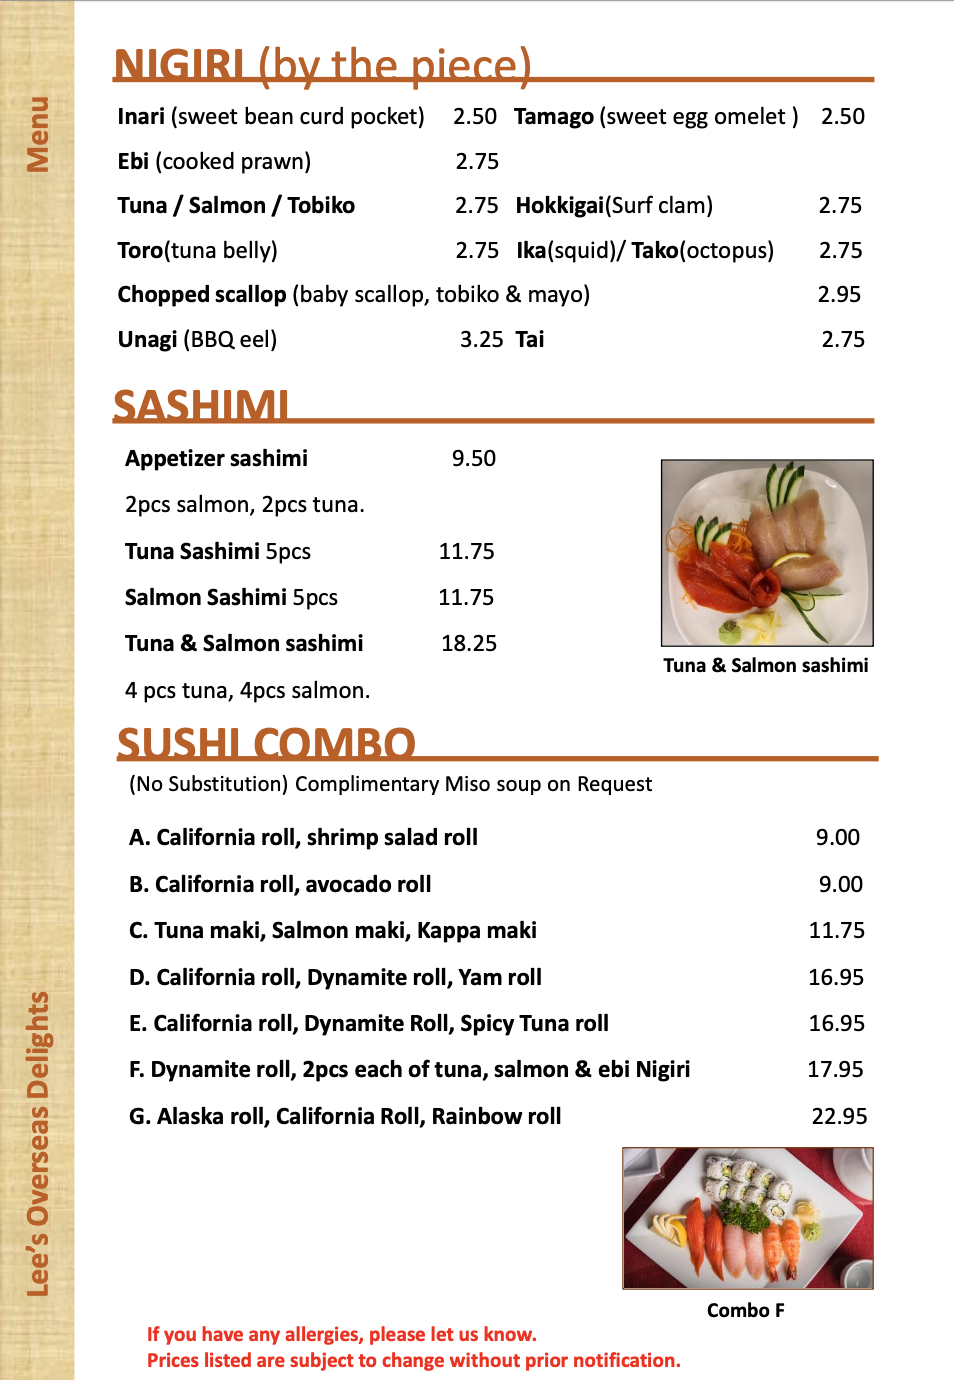 Menu
Lee's Overseas Delights
NIGIRI (by the piece)
Inari (sweet bean curd pocket) 2.50 Tamago (sweet egg omelet ) 2.50
Ebi (cooked prawn) 2.75
Tuna / Salmon / Tobiko 2.75 Hokkigai(Surf clam) 2.75
Toro(tuna belly) 2.75 Ika(squid)/ Tako(octopus) 2.75
Chopped scallop (baby scallop, tobiko & mayo) 2.95
Unagi (BBQ eel) 3.25 Tai 2.75
SASHIMI
Appetizer sashimi 9.50
2pcs salmon, 2pcs tuna.
Tuna Sashimi 5pcs 11.75
Salmon Sashimi 5pcs 11.75
Tuna & Salmon sashimi 18.25
4 pcs tuna, 4pcs salmon.
Tuna & Salmon sashimi
SUSHI COMBO
(No Substitution) Complimentary Miso soup on Request
A. California roll, shrimp salad roll 9.00
B. California roll, avocado roll 9.00
C. Tuna maki, Salmon maki, Kappa maki 11.75
D. California roll, Dynamite roll, Yam roll 16.95
E. California roll, Dynamite Roll, Spicy Tuna roll 16.95
F. Dynamite roll, 2pcs each of tuna, salmon & ebi Nigiri 17.95
G. Alaska roll, California Roll, Rainbow roll 22.95
Combo F
If you have any allergies, please let us know.
Prices listed are subject to change without prior notification.